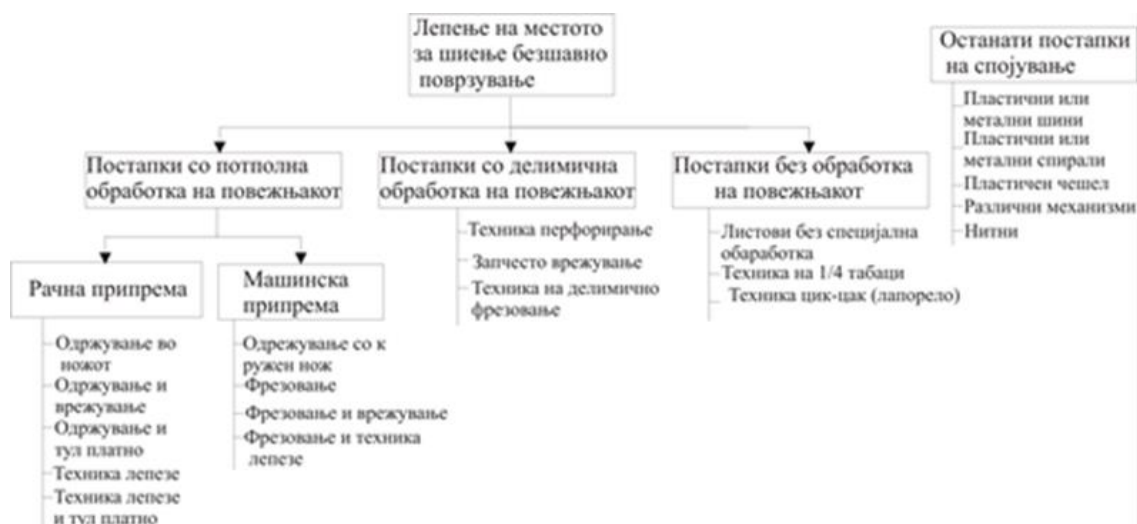 Лепење на местото
за шиење безшавно
поврзување
Останати постапки
на спојување
Пластични или
метални шини
Пластични или
метални спирали
Пластичен чешел
Различни механизми
Нитни
Постапки со потполна
обработка на повежњакот
Постапки со делимична
обработка на повежњакот
Постапки без обработка
на повежњакот
Техника перфорирање
Запчесто врежување
Техника на делимично
фрезовање
Листови без специјална
обаработка
Техника на 1/4 табаци
Техника цик-цак (лапорело)
Рачна припрема
Машинска
припрема
Одржување во
ножот
Одржување и
врежување
Одржување и
тул платно
Техника лепезе
Техника лепезе
и тул платно
Одрежување со к
ружен нож
Фрезовање
Фрезовање и врежување
Фрезовање и техника
лепезе